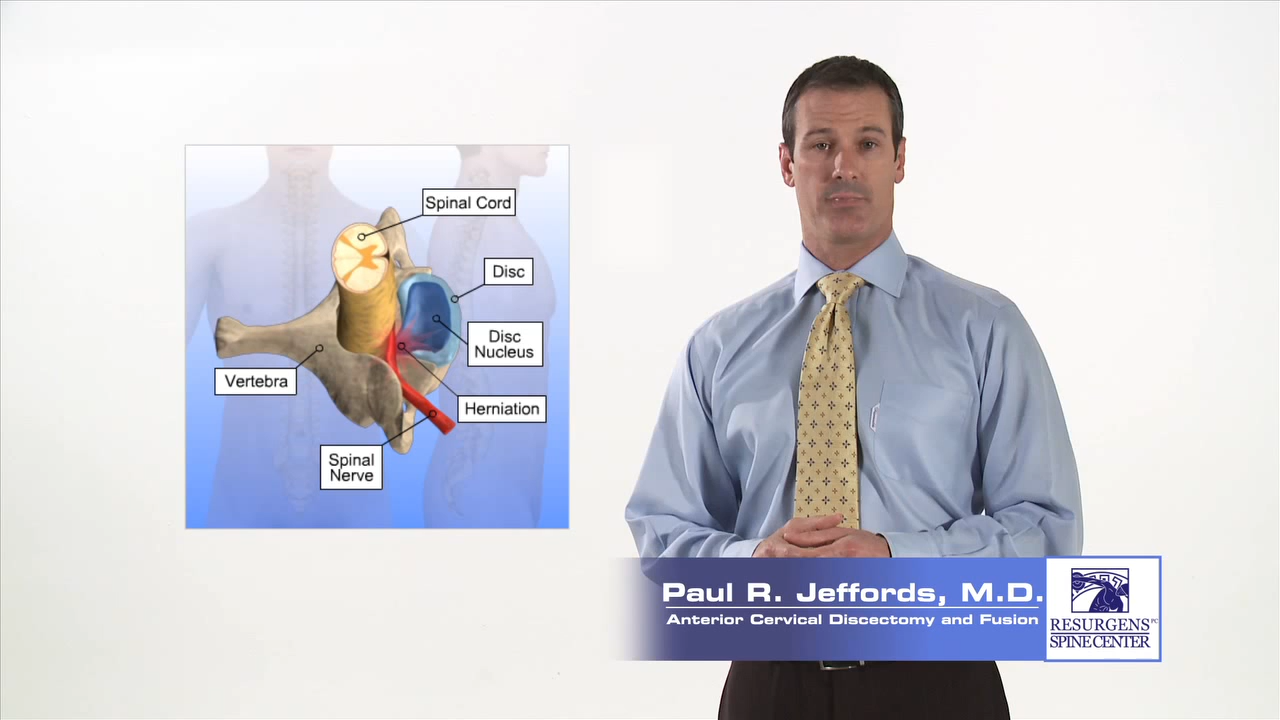 Spinal Cord
Disc
Disc
Nucleus
Vertebra
Herniation
Spinal
Nerve
Paul R. Jeffords, M.D.
Anterior Cervical Discectomy and Fusion
RESURGENS PC
SPINE CENTER